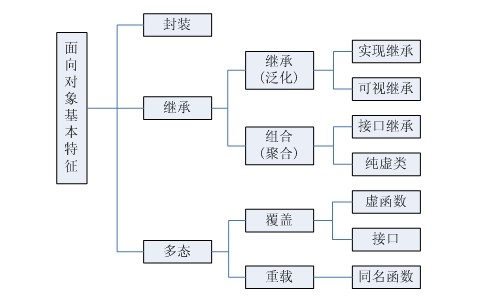 面向对象基本特征
封装
继承
继承
(泛化)
实现继承
可视继承
组合
(聚合)
接口继承
纯虚类
多态
覆盖
虚函数
接口
重载
同名函数